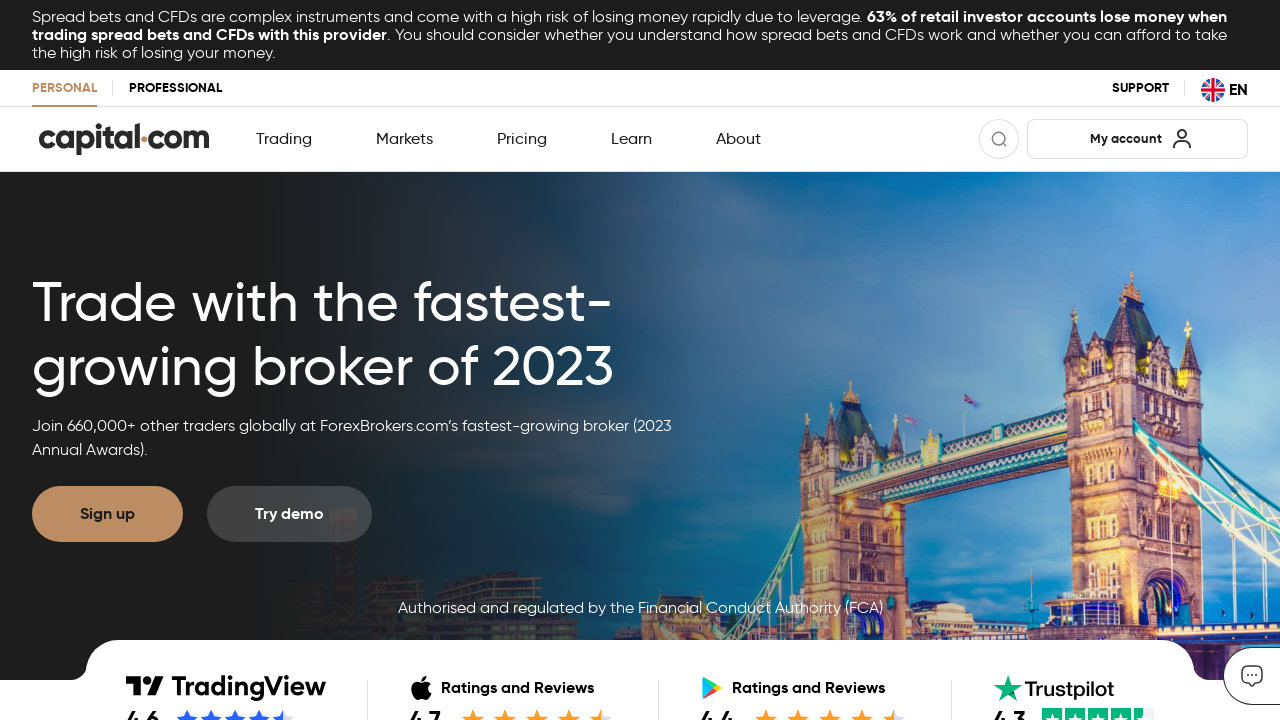 Spread bets and CFDs are complex instruments and come with a high risk of losing money rapidly due to leverage. 63% of retail investor accounts lose money when
trading spread bets and CFDs with this provider. You should consider whether you understand how spread bets and CFDs work and whether you can afford to take
the high risk of losing your money.
PERSONAL PROFESSIONAL SUPPORT EN
capital.com Trading Markets Pricing Learn About My account
Trade with the fastest-
growing broker of 2023
Join 660,000+ other traders globally at ForexBrokers.com's fastest-growing broker (2023
Annual Awards).
Sign up Try demo
Authorised and regulated by the Financial Conduct Authority (FCA)
TradingView Ratings and Reviews Ratings and Reviews Trustpilot
4.6 4.7 4.4 4.3